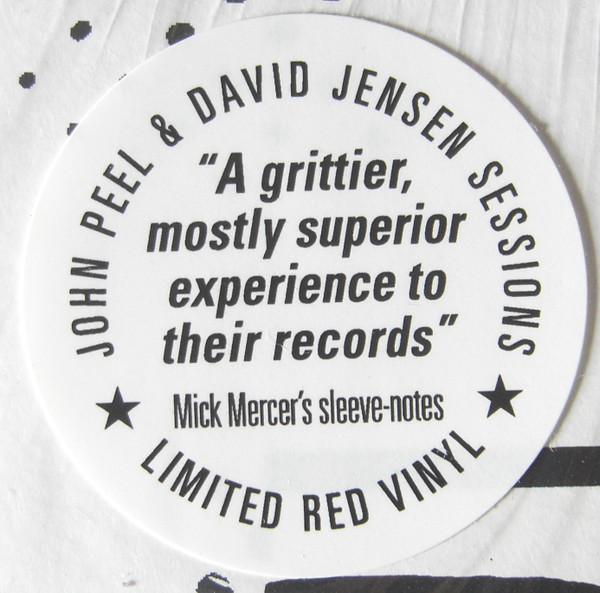 JOHN PEEL & DAVID JENSEN SESSIONS
"A grittier,
mostly superior
experience to
their records"
Mick Mercer's sleeve-notes
LIMITED RED VINYL